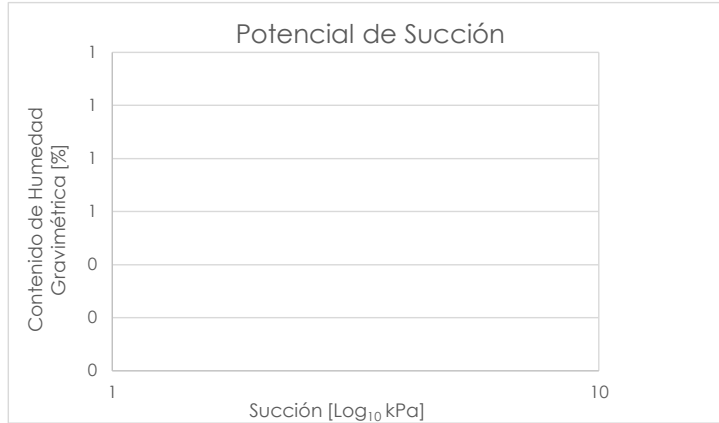 Potencial de Succión
Contenido de Humedad
Gravimétrica [%]
1
1
1
1
0
0
0
1
10
Succión [Log₁₀ kPa]